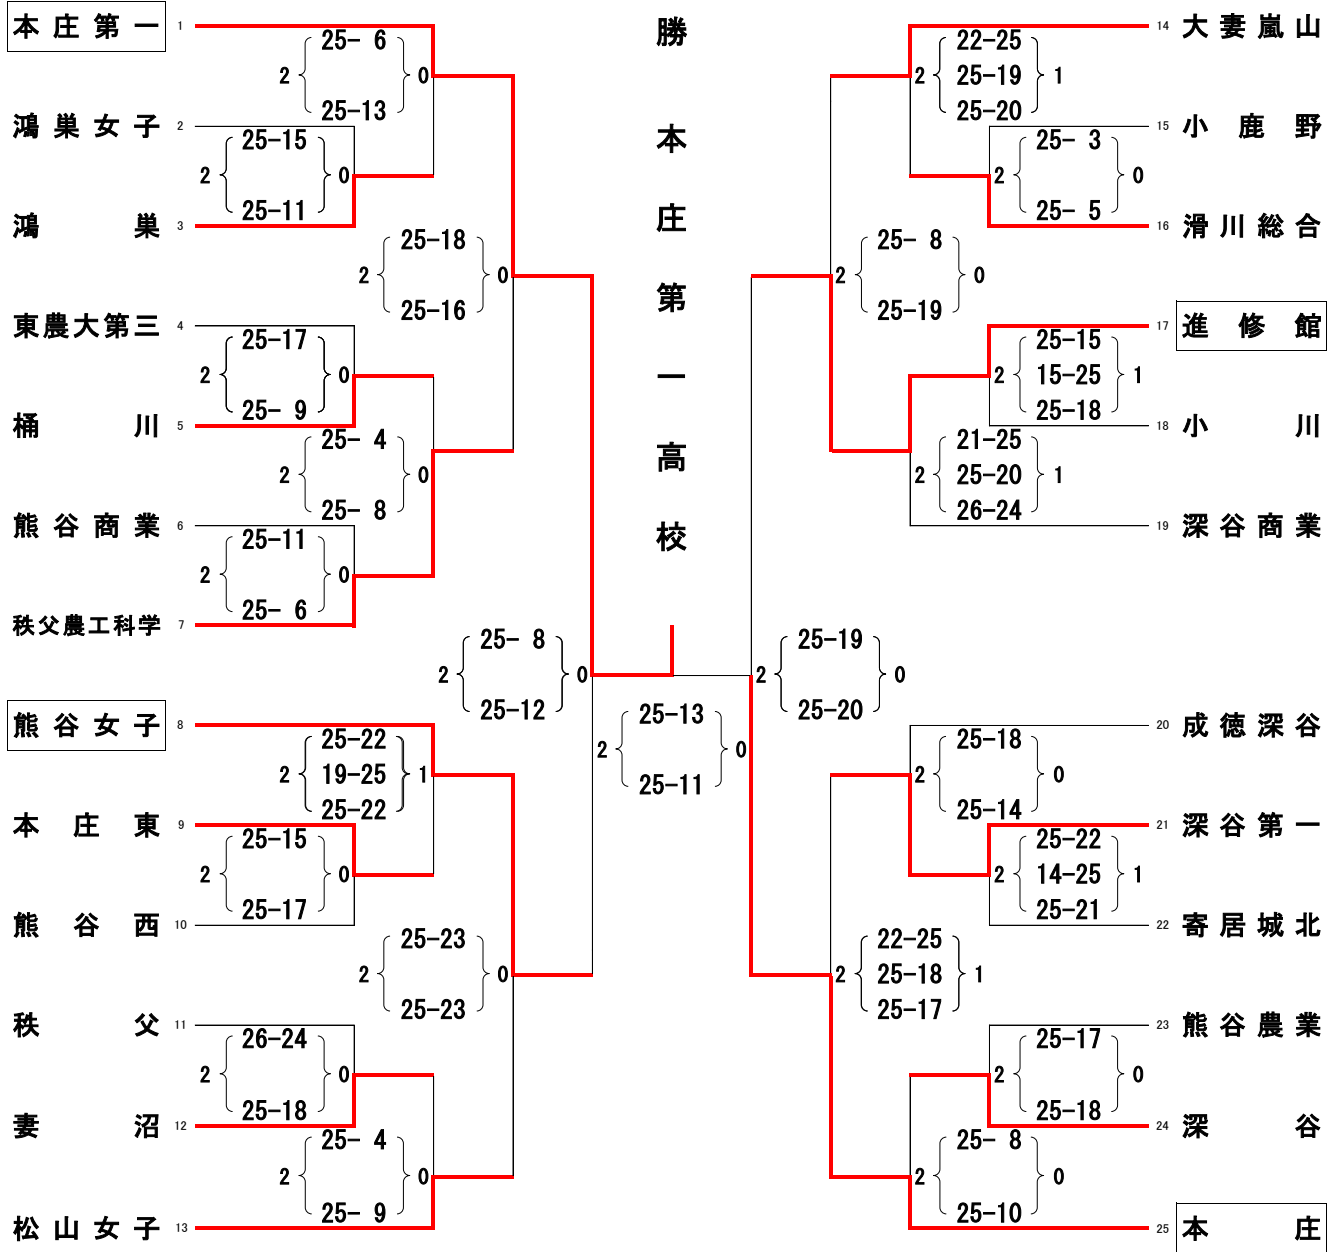 勝 本庄第一高校
本庄第一 1
25- 6
2 0
25-13
鴻巣女子 2
25-15
2 0
25-11
鴻巣 3
25-18
2 0
25-16
東農大第三 4
25-17
2 0
25- 9
桶川 5
25- 4
2 0
25- 8
熊谷商業 6
25-11
2 0
25- 6
秩父農工科学 7
25- 8
2 0
25-12
熊谷女子 8
25-22
2 19-25 1
25-22
本庄東 9
25-15
2 0
25-17
熊谷西 10
25-23
2 0
25-23
秩父 11
26-24
2 0
25-18
妻沼 12
25- 4
2 0
25- 9
松山女子 13
25-13
2 0
25-11
14 大妻嵐山
22-25
2 25-19 1
25-20
15 小鹿野
25- 3
2 0
25- 5
16 滑川総合
25- 8
2 0
25-19
17 進修館
25-15
2 15-25 1
25-18
18 小川
21-25
2 25-20 1
26-24
19 深谷商業
25-19
2 0
25-20
20 成徳深谷
25-18
2 0
25-14
21 深谷第一
25-22
2 14-25 1
25-21
22 寄居城北
22-25
2 25-18 1
25-17
23 熊谷農業
25-17
2 0
25-18
24 深谷
25- 8
2 0
25-10
25 本庄